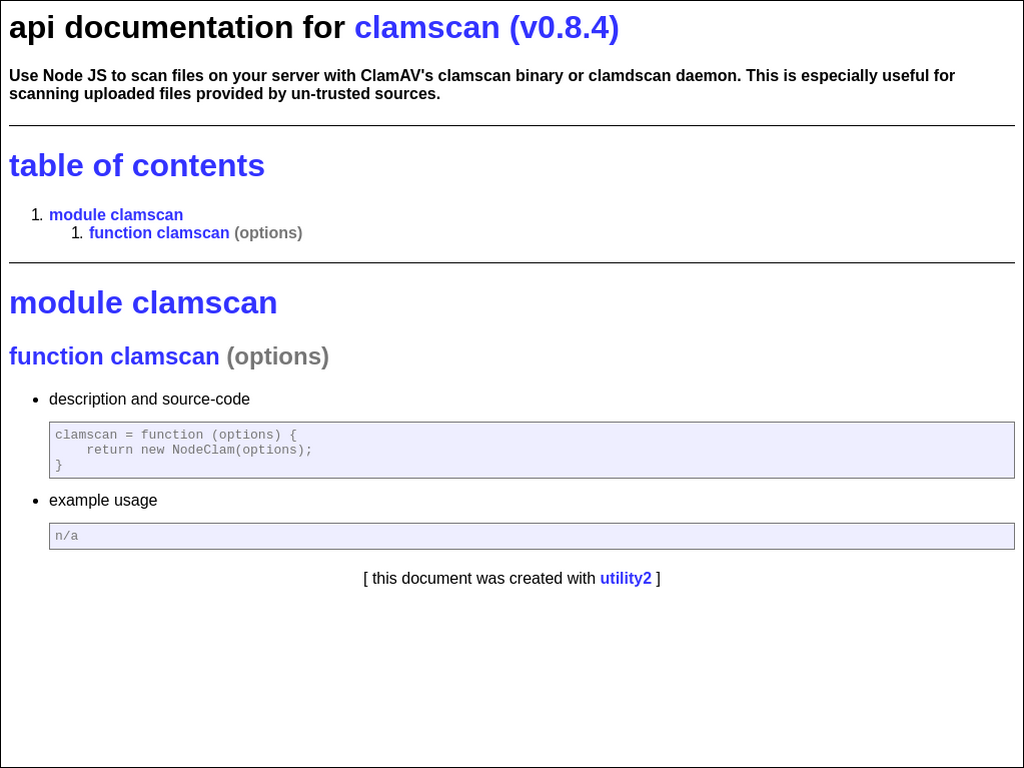 api documentation for clamscan (v0.8.4)
Use Node JS to scan files on your server with ClamAV's clamscan binary or clamdscan daemon. This is especially useful for
scanning uploaded files provided by un-trusted sources.
table of contents
1. module clamscan
1. function clamscan (options)
module clamscan
function clamscan (options)
• description and source-code
clamscan = function (options) {
    return new NodeClam(options);
}
• example usage
n/a
[ this document was created with utility2 ]